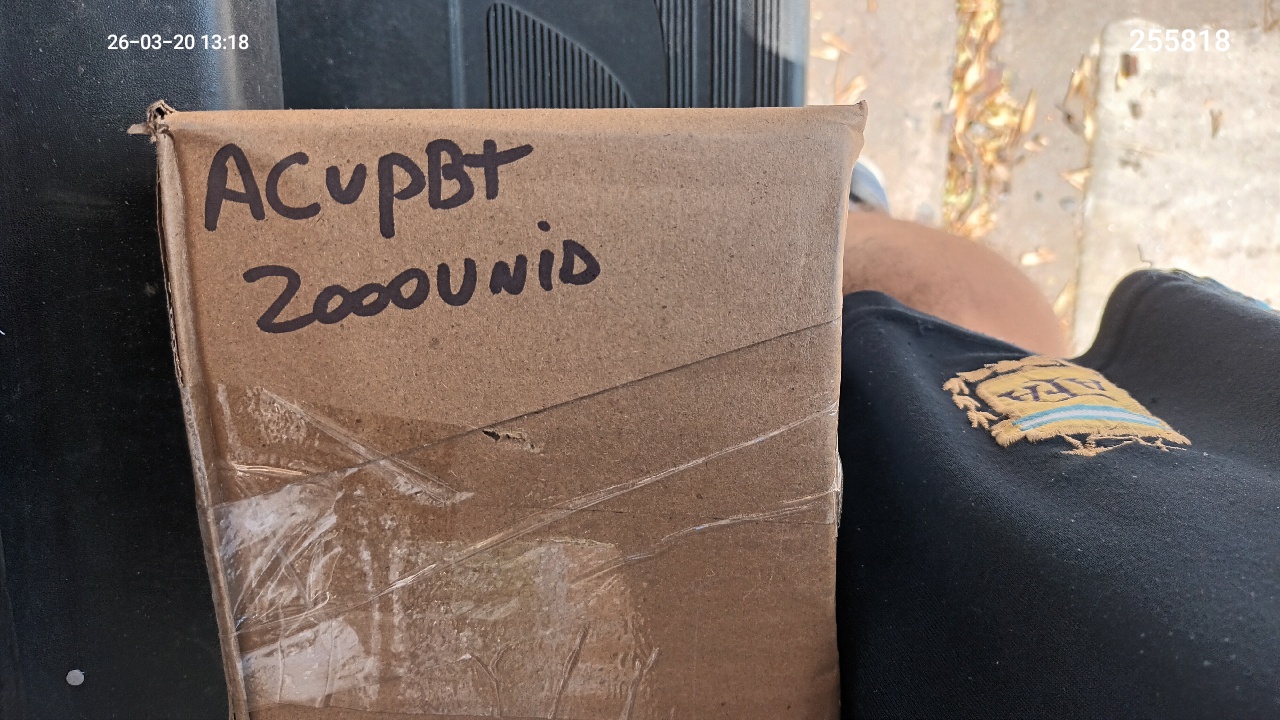 26-03-20 13:18
255818
ACUPBt
2000UNiD
AFA